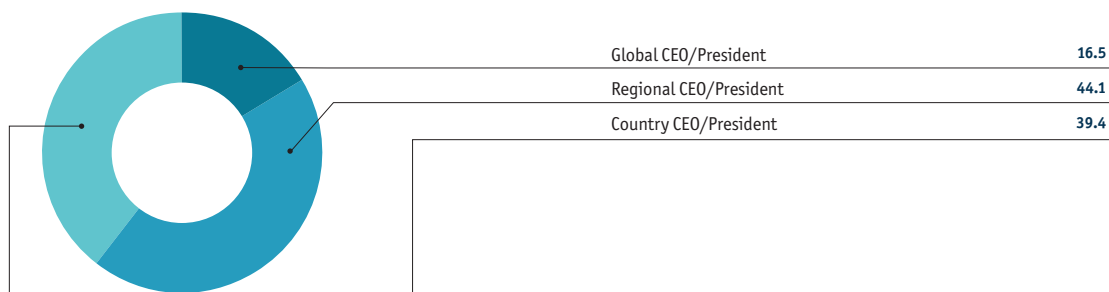 Global CEO/President 16.5
Regional CEO/President 44.1
Country CEO/President 39.4